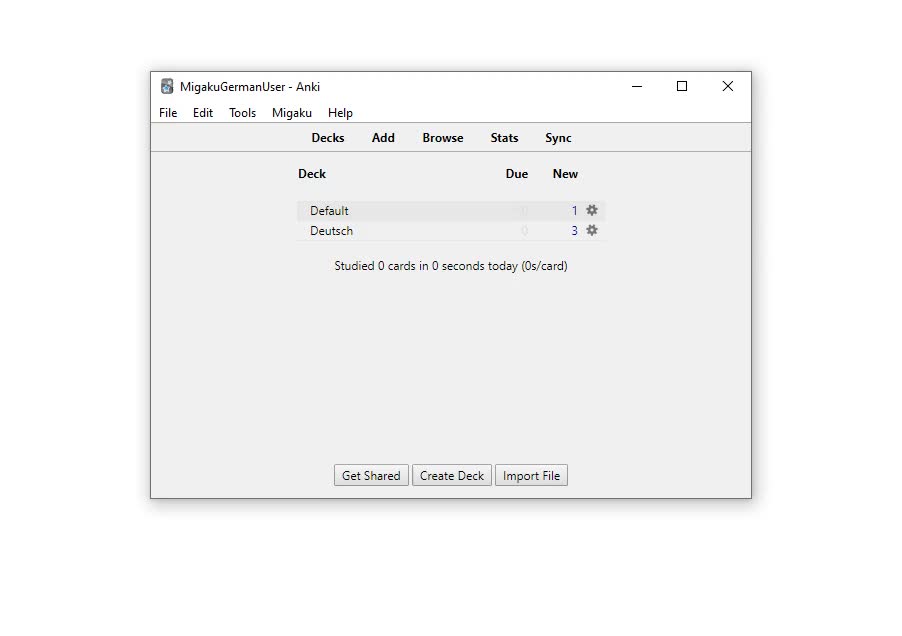 MigakuGermanUser - Anki
File Edit Tools Migaku Help
Decks Add Browse Stats Sync
Deck Due New
Default 0 1
Deutsch 0 3
Studied 0 cards in 0 seconds today (0s/card)
Get Shared Create Deck Import File